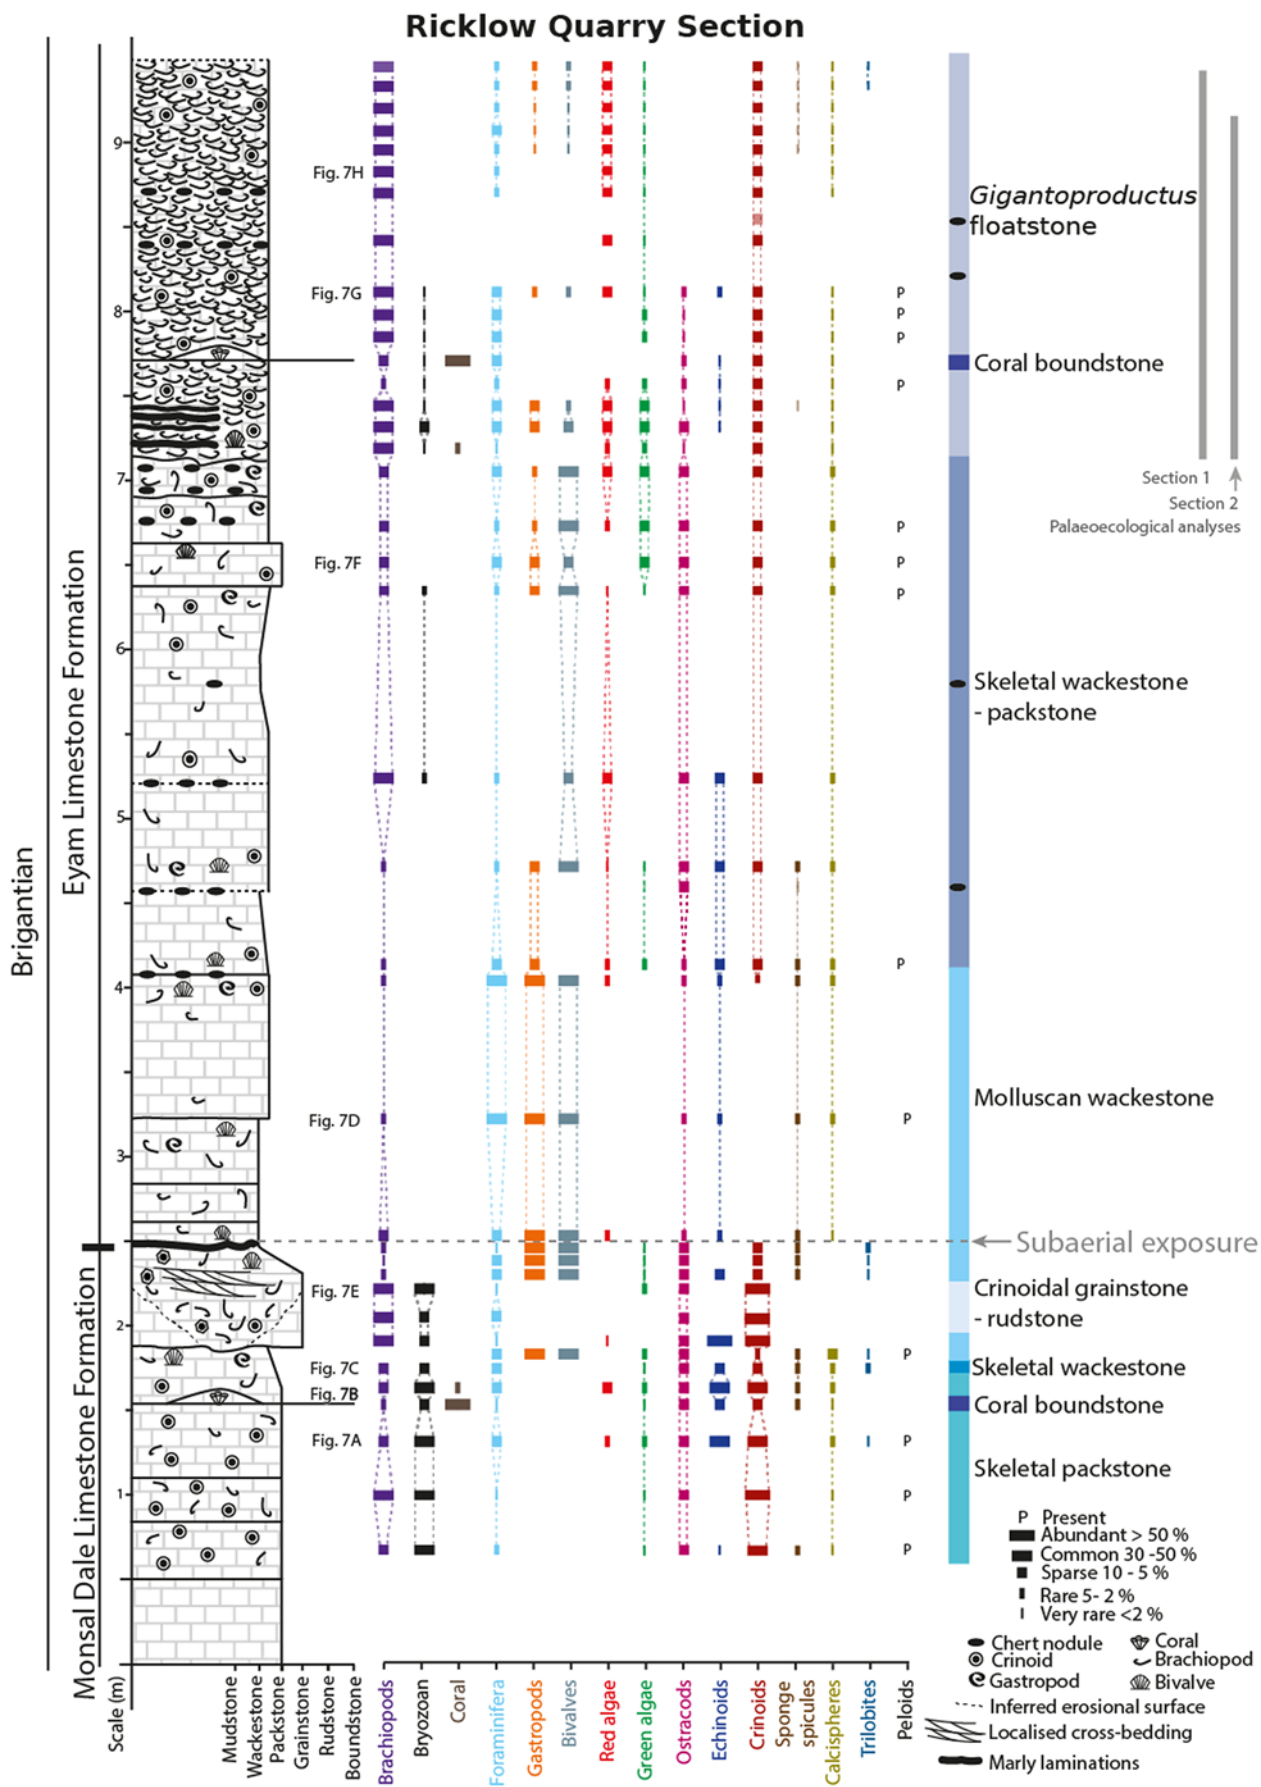 Ricklow Quarry Section
Brigantian
Eyam Limestone Formation
Monsal Dale Limestone Formation
9
8
7
6
5
4
3
2
1
Scale (m)
Mudstone
Wackestone
Packstone
Grainstone
Rudstone
Boundstone
Fig. 7H
Fig. 7G
Fig. 7F
Fig. 7D
Fig. 7E
Fig. 7C
Fig. 7B
Fig. 7A
Brachiopods
Bryozoan
Coral
Foraminifera
Gastropods
Bivalves
Red algae
Green algae
Ostracods
Echinoids
Crinoids
Sponge
spicules
Calcispheres
Trilobites
Peloids
P
P
P
P
P
P
P
P
P
P
P
P
P
Gigantoproductus
floatstone
Coral boundstone
Section 1
Section 2
Palaeoecological analyses
Skeletal wackestone
- packstone
Molluscan wackestone
Subaerial exposure
Crinoidal grainstone
- rudstone
Skeletal wackestone
Coral boundstone
Skeletal packstone
P Present
Abundant > 50 %
Common 30 -50 %
Sparse 10 - 5 %
Rare 5- 2 %
Very rare <2 %
Chert nodule
Crinoid
Gastropod
Coral
Brachiopod
Bivalve
Inferred erosional surface
Localised cross-bedding
Marly laminations